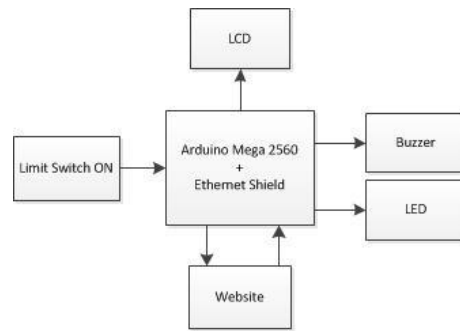 LCD
Arduino Mega 2560
+
Ethernet Shield
Limit Switch ON
Buzzer
LED
Website